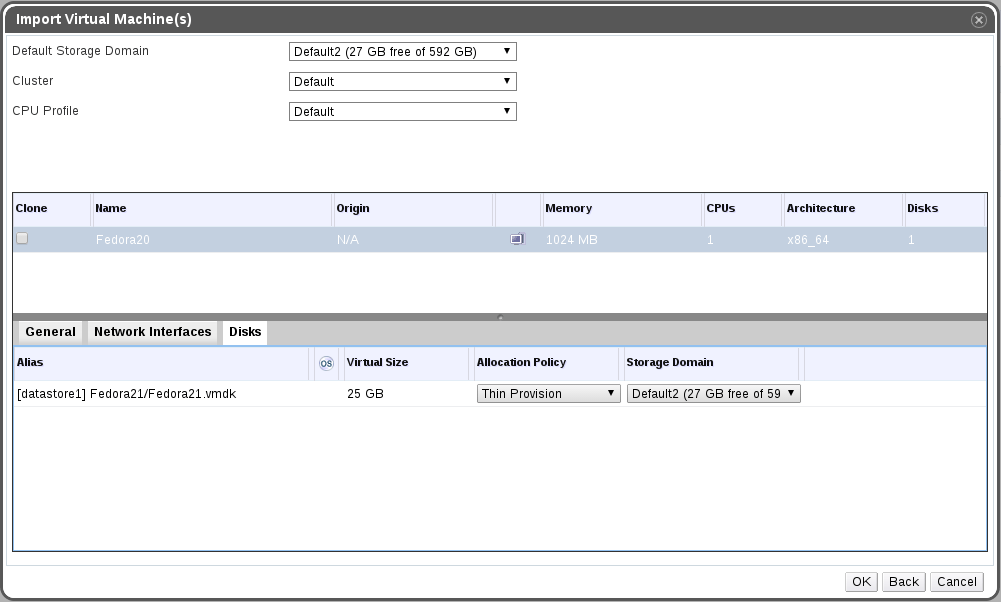 Import Virtual Machine(s)
Default Storage Domain Default2 (27 GB free of 592 GB)
Cluster Default
CPU Profile Default
Clone Name Origin Memory CPUs Architecture Disks
Fedora20 N/A 1024 MB 1 x86_64 1
General Network Interfaces Disks
Alias OS Virtual Size Allocation Policy Storage Domain
[datastore1] Fedora21/Fedora21.vmdk 25 GB Thin Provision Default2 (27 GB free of 59
OK Back Cancel